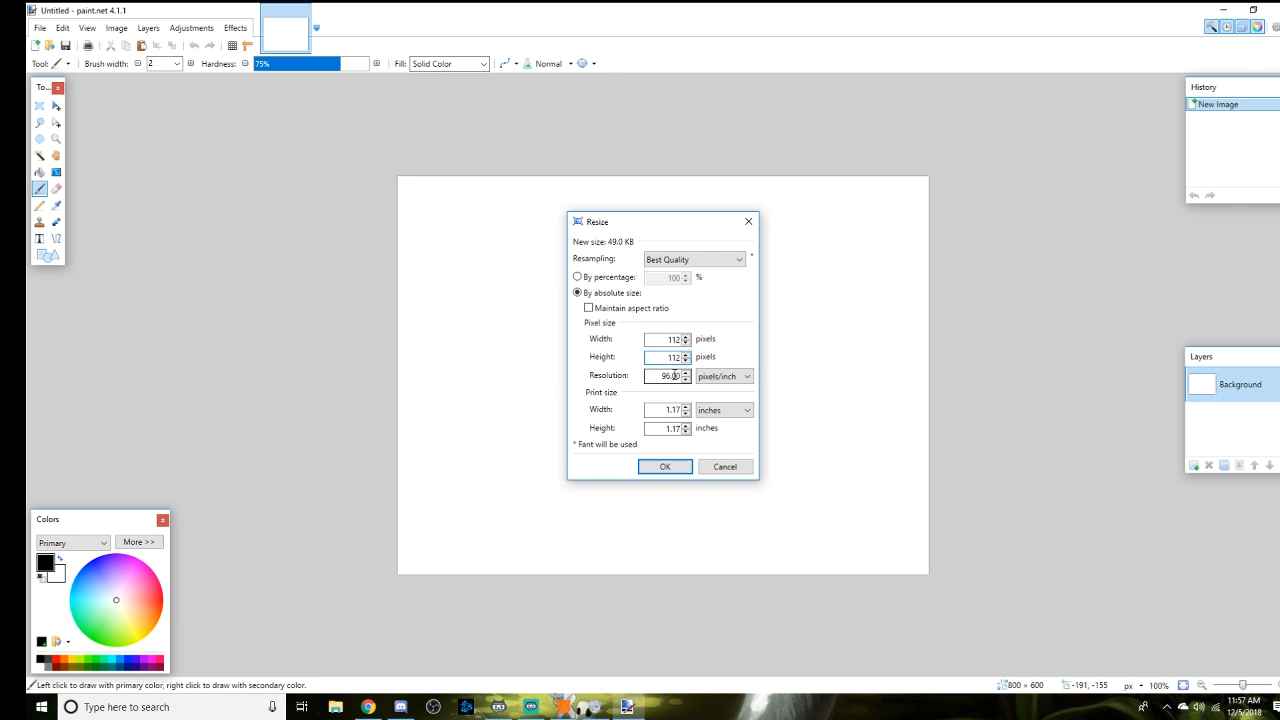 Untitled - paint.net 4.1.1
File Edit View Image Layers Adjustments Effects
Tool: Brush width: 2 Hardness: 75% Fill: Solid Color Normal
To...
History
New Image
Resize
New size: 49.0 KB
Resampling: Best Quality *
By percentage: 100 %
By absolute size:
Maintain aspect ratio
Pixel size
Width: 112 pixels
Height: 112 pixels
Resolution: 96.00 pixels/inch
Print size
Width: 1.17 inches
Height: 1.17 inches
* Fant will be used
OK Cancel
Layers
Background
Colors
Primary More >>
Left click to draw with primary color, right click to draw with secondary color. 800 × 600 -191, -155 px 100%
Type here to search
11:57 AM
12/5/2018